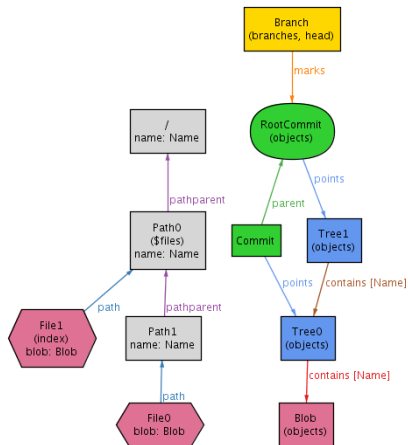 Branch
(branches, head)
marks
/
name: Name
RootCommit
(objects)
pathparent
parent
points
Path0
($files)
name: Name
Commit
Tree1
(objects)
path
pathparent
points
contains [Name]
File1
(index)
blob: Blob
Path1
name: Name
Tree0
(objects)
path
contains [Name]
File0
blob: Blob
Blob
(objects)